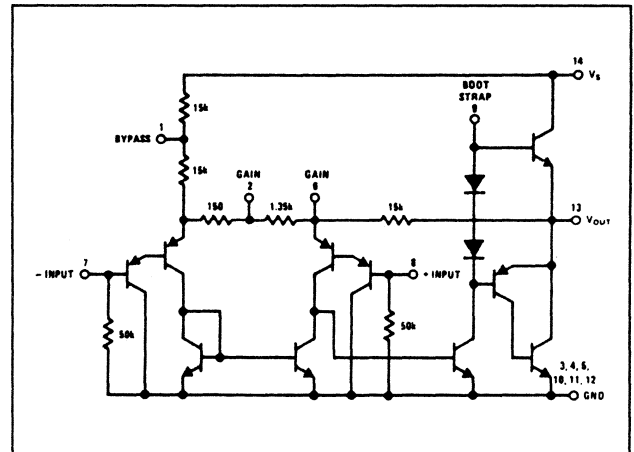 14
VS
BOOT
STRAP
9
15k
1
BYPASS
15k
GAIN
2
GAIN
6
150
1.35k
15k
13
VOUT
7
– INPUT
8
+ INPUT
50k
50k
3, 4, 5,
10, 11, 12
GND